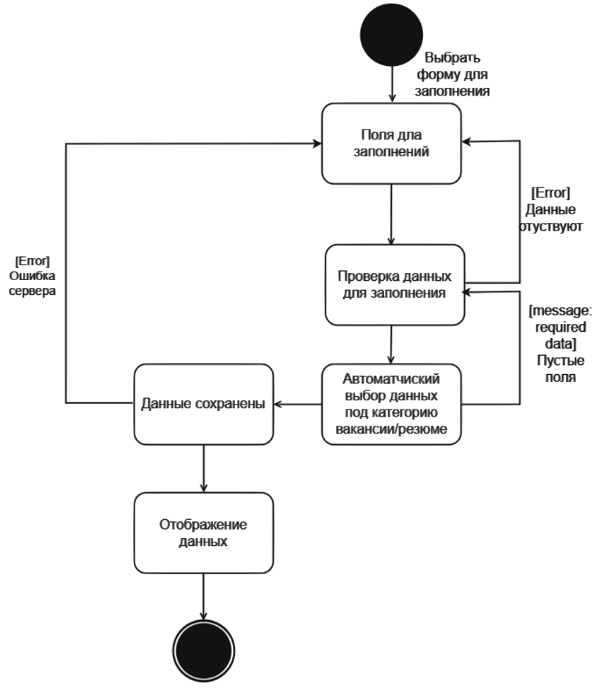 Выбрать
форму для
заполнения
Поля дла
заполнений
[Error]
Данные
отуствуют
Проверка данных
для заполнения
[Error]
Ошибка
сервера
[message:
required
data]
Пустые
поля
Автоматчиский
выбор данных
под категорию
вакансии/резюме
Данные сохранены
Отображение
данных